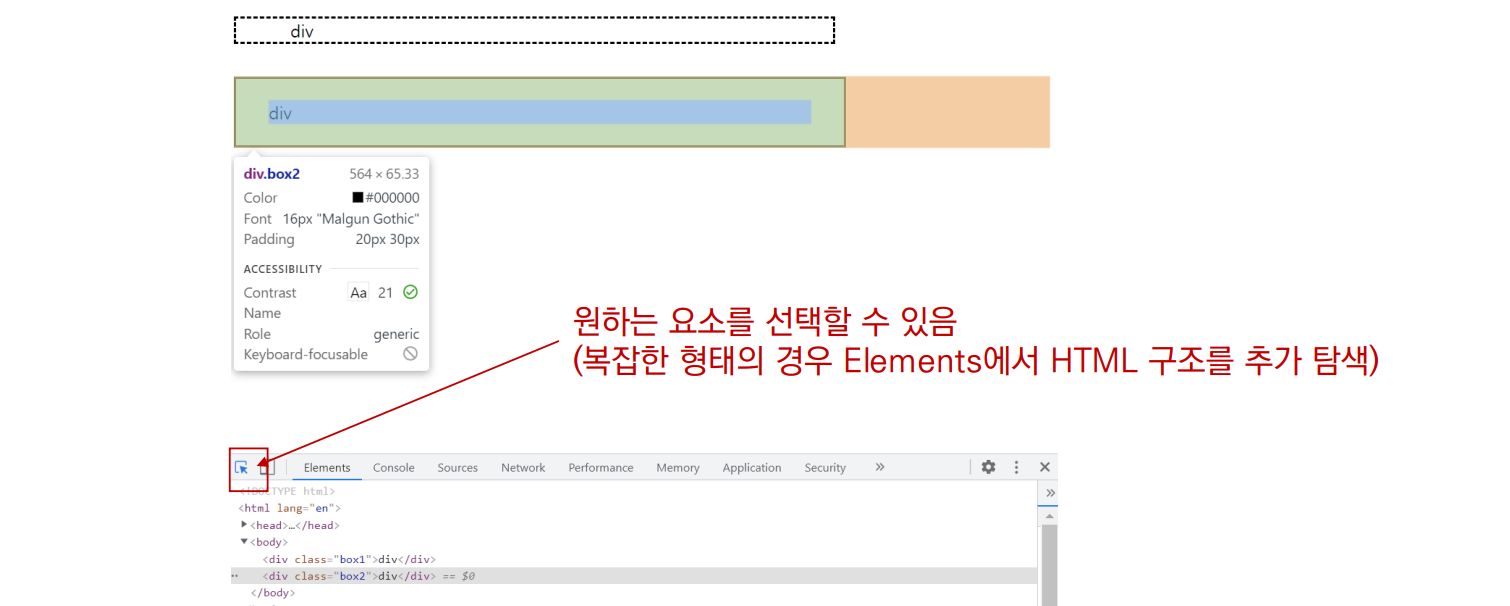 div
div
div.box2 564 × 65.33
Color #000000
Font 16px "Malgun Gothic"
Padding 20px 30px
ACCESSIBILITY
Contrast Aa 21
Name
Role generic
Keyboard-focusable
원하는 요소를 선택할 수 있음
(복잡한 형태의 경우 Elements에서 HTML 구조를 추가 탐색)
Elements Console Sources Network Performance Memory Application Security »
<!DOCTYPE html>
<html lang="en">
<head>…</head>
<body>
<div class="box1">div</div>
<div class="box2">div</div> == $0
</body>